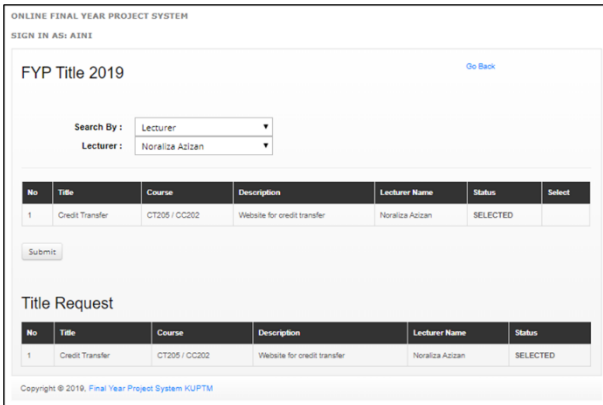 ONLINE FINAL YEAR PROJECT SYSTEM
SIGN IN AS: AINI
FYP Title 2019
Go Back
Search By : Lecturer
Lecturer : Noraliza Azizan
No Title Course Description Lecturer Name Status Select
1 Credit Transfer CT205 / CC202 Website for credit transfer Noraliza Azizan SELECTED
Submit
Title Request
No Title Course Description Lecturer Name Status
1 Credit Transfer CT205 / CC202 Website for credit transfer Noraliza Azizan SELECTED
Copyright © 2019, Final Year Project System KUPTM